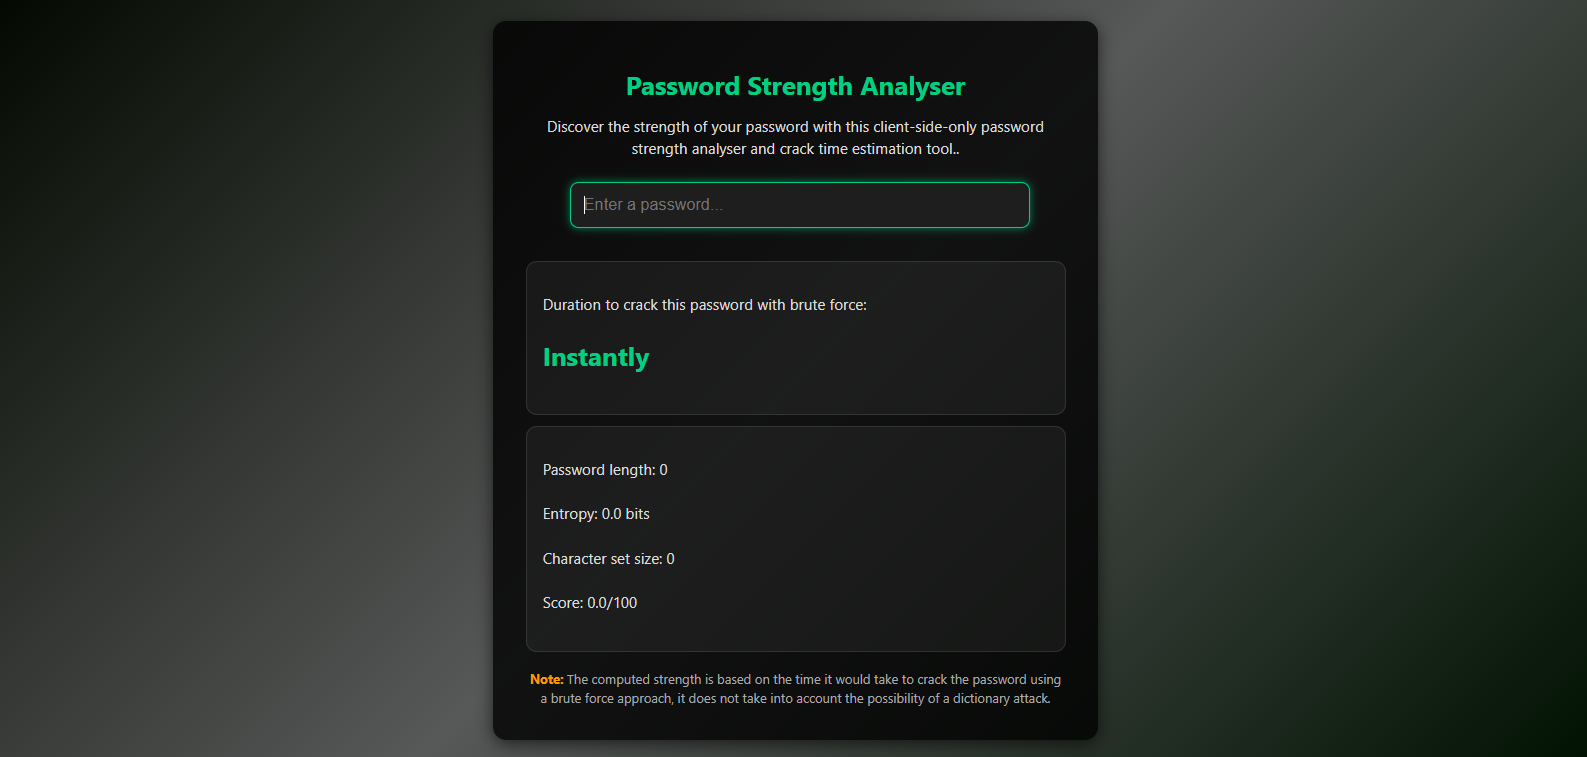 Password Strength Analyser
Discover the strength of your password with this client-side-only password
strength analyser and crack time estimation tool..
Enter a password...
Duration to crack this password with brute force:
Instantly
Password length: 0
Entropy: 0.0 bits
Character set size: 0
Score: 0.0/100
Note: The computed strength is based on the time it would take to crack the password using
a brute force approach, it does not take into account the possibility of a dictionary attack.